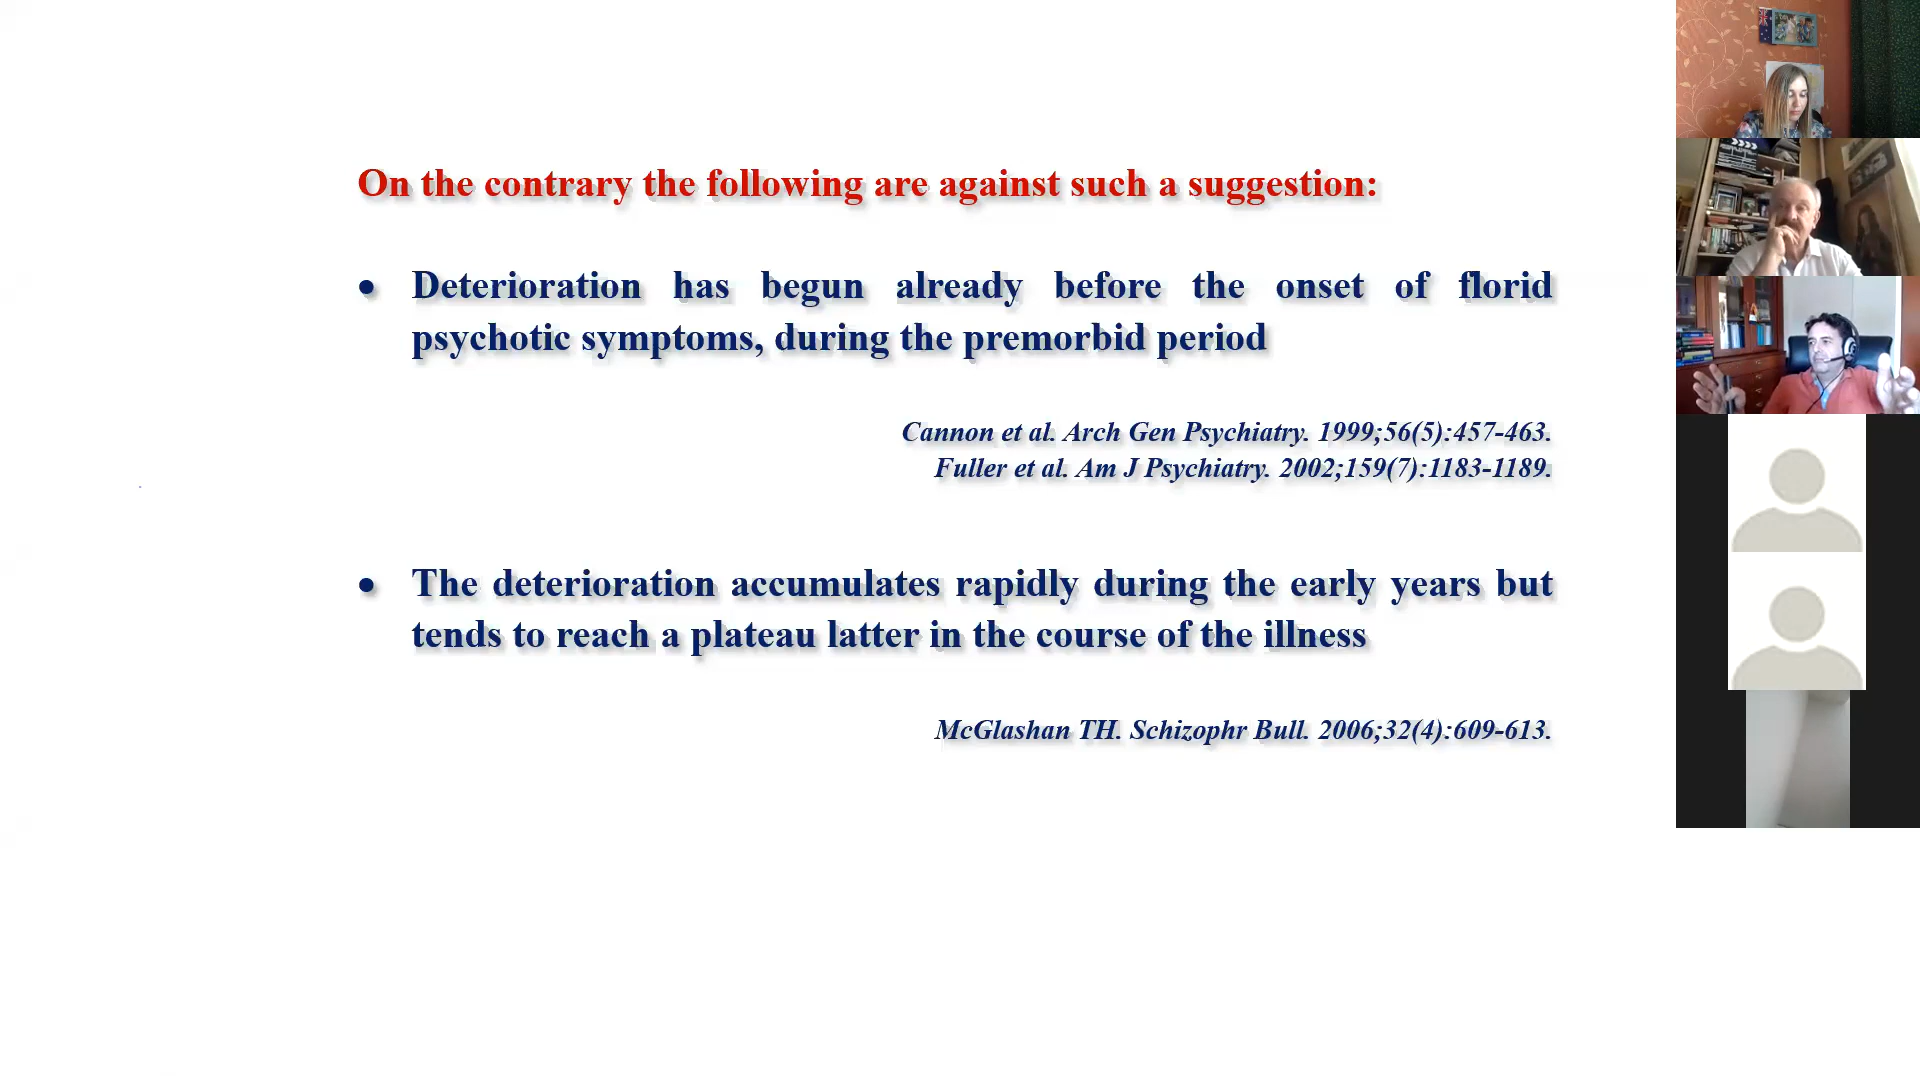 On the contrary the following are against such a suggestion:
• Deterioration has begun already before the onset of florid
psychotic symptoms, during the premorbid period
Cannon et al. Arch Gen Psychiatry. 1999;56(5):457-463.
Fuller et al. Am J Psychiatry. 2002;159(7):1183-1189.
• The deterioration accumulates rapidly during the early years but
tends to reach a plateau latter in the course of the illness
McGlashan TH. Schizophr Bull. 2006;32(4):609-613.